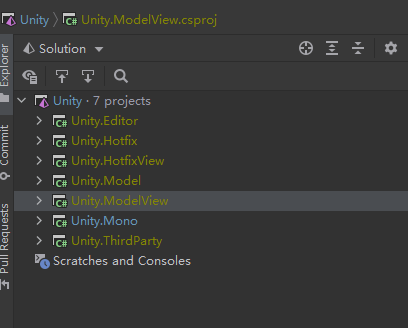 Unity 〉 Unity.ModelView.csproj
Solution
Explorer
Commit
Pull Requests
Unity · 7 projects
C# Unity.Editor
C# Unity.Hotfix
C# Unity.HotfixView
C# Unity.Model
C# Unity.ModelView
C# Unity.Mono
C# Unity.ThirdParty
Scratches and Consoles